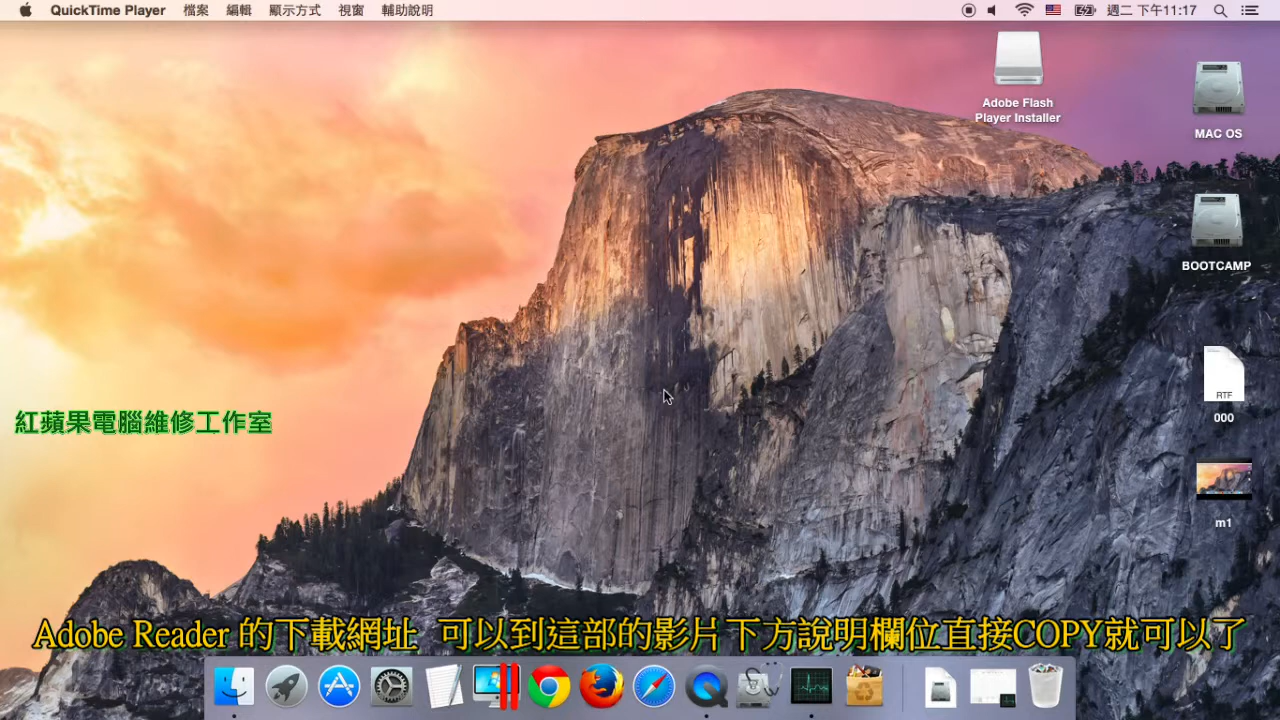 QuickTime Player 檔案 編輯 顯示方式 視窗 輔助說明 週二 下午11:17
Adobe Flash
Player Installer
MAC OS
BOOTCAMP
RTF
000
紅蘋果電腦維修工作室
m1
Adobe Reader 的下載網址 可以到這部的影片下方說明欄位直接COPY就可以了